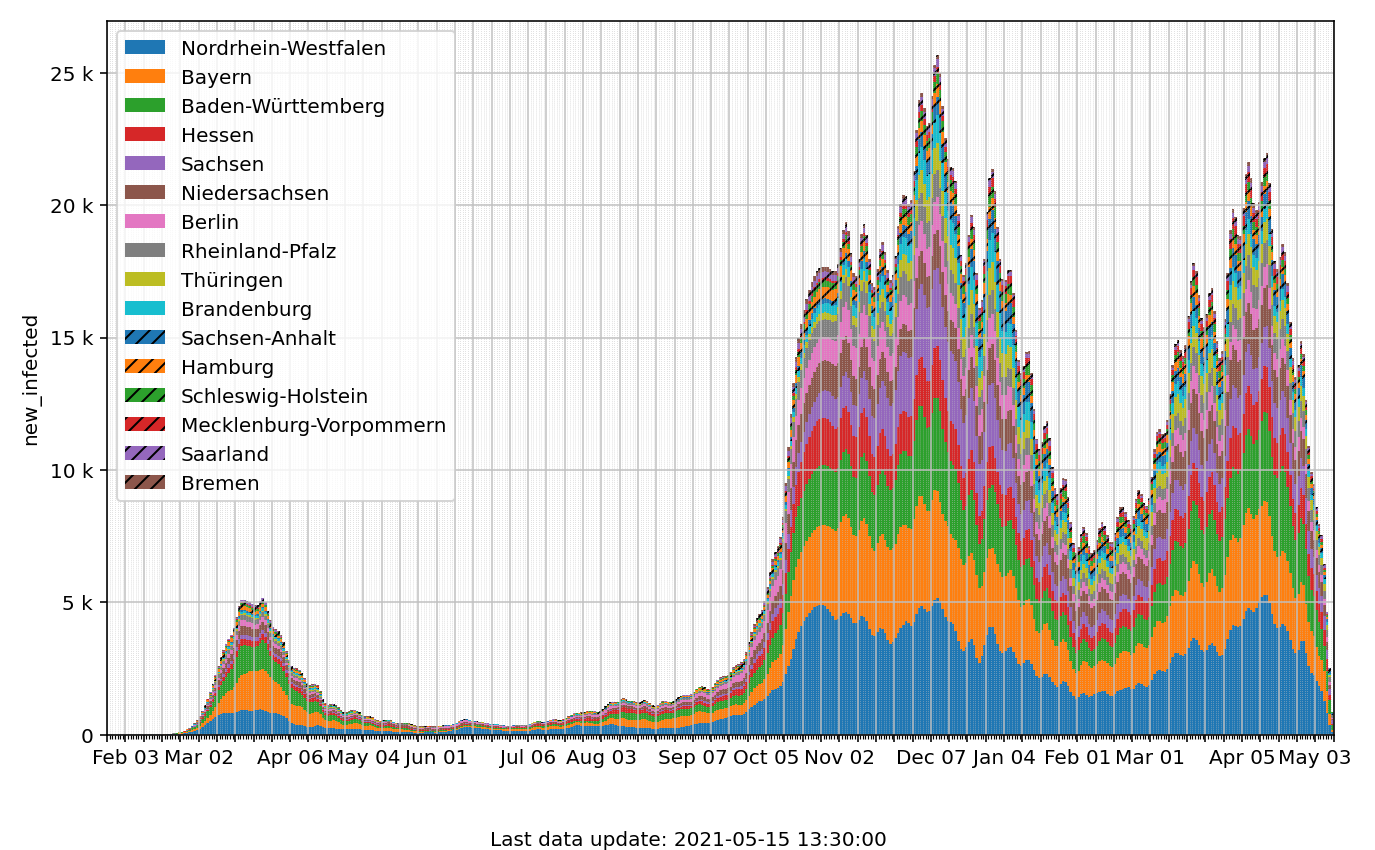 Nordrhein-Westfalen
Bayern
Baden-Württemberg
Hessen
Sachsen
Niedersachsen
Berlin
Rheinland-Pfalz
Thüringen
Brandenburg
Sachsen-Anhalt
Hamburg
Schleswig-Holstein
Mecklenburg-Vorpommern
Saarland
Bremen
25 k
20 k
15 k
10 k
5 k
0
new_infected
Feb 03 Mar 02 Apr 06 May 04 Jun 01 Jul 06 Aug 03 Sep 07 Oct 05 Nov 02 Dec 07 Jan 04 Feb 01 Mar 01 Apr 05 May 03
Last data update: 2021-05-15 13:30:00